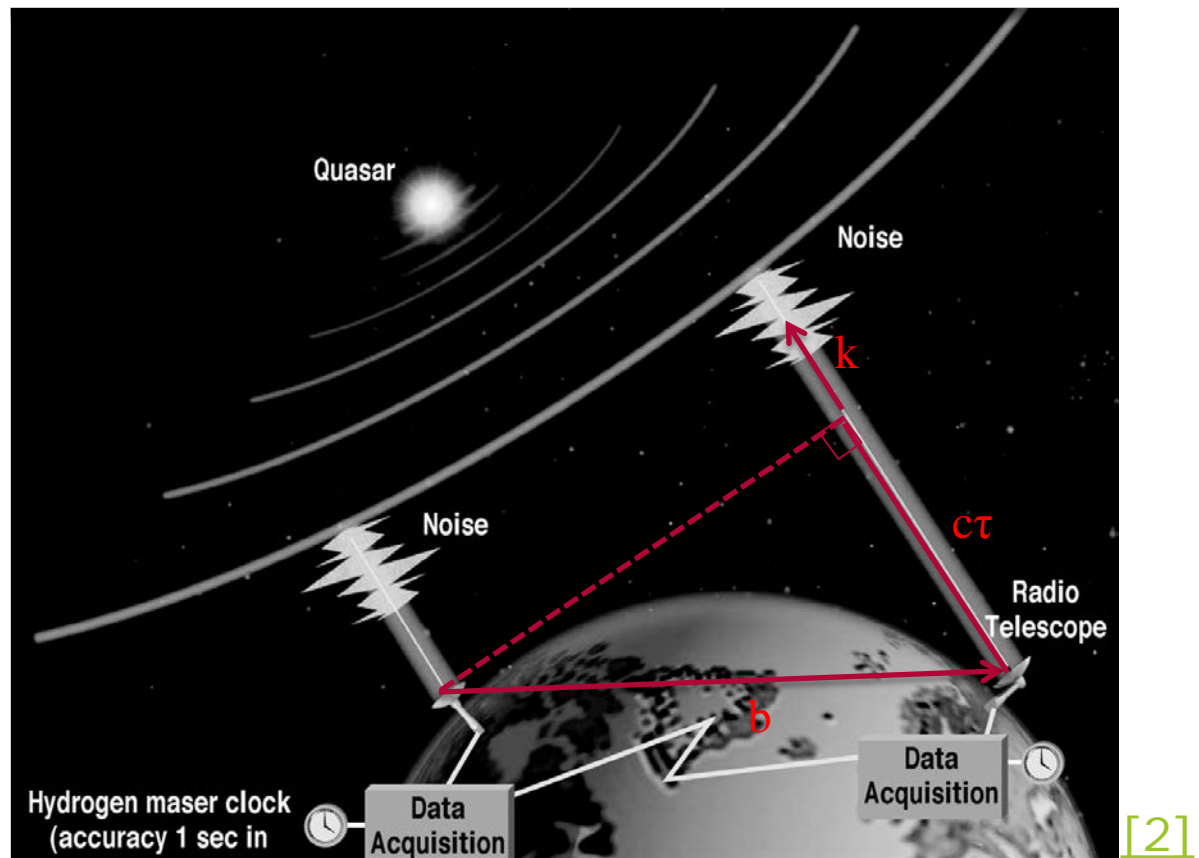 Quasar
Noise
k
Noise
cτ
Radio
Telescope
b
Hydrogen maser clock
(accuracy 1 sec in
Data
Acquisition
Data
Acquisition
[2]